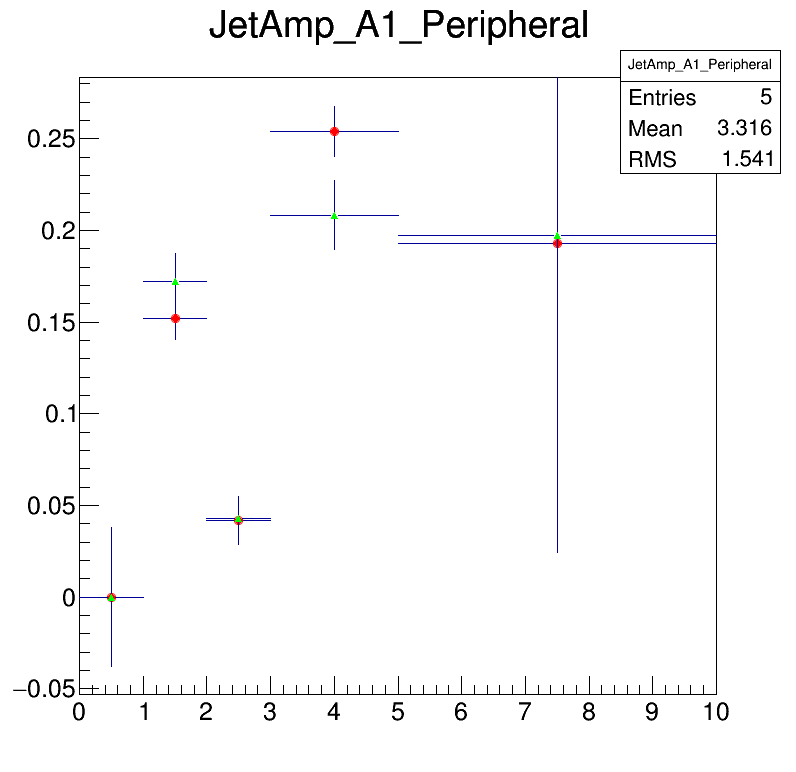 JetAmp_A1_Peripheral
JetAmp_A1_Peripheral
Entries 5
Mean 3.316
RMS 1.541
0.25
0.2
0.15
0.1
0.05
0
−0.05
0 1 2 3 4 5 6 7 8 9 10